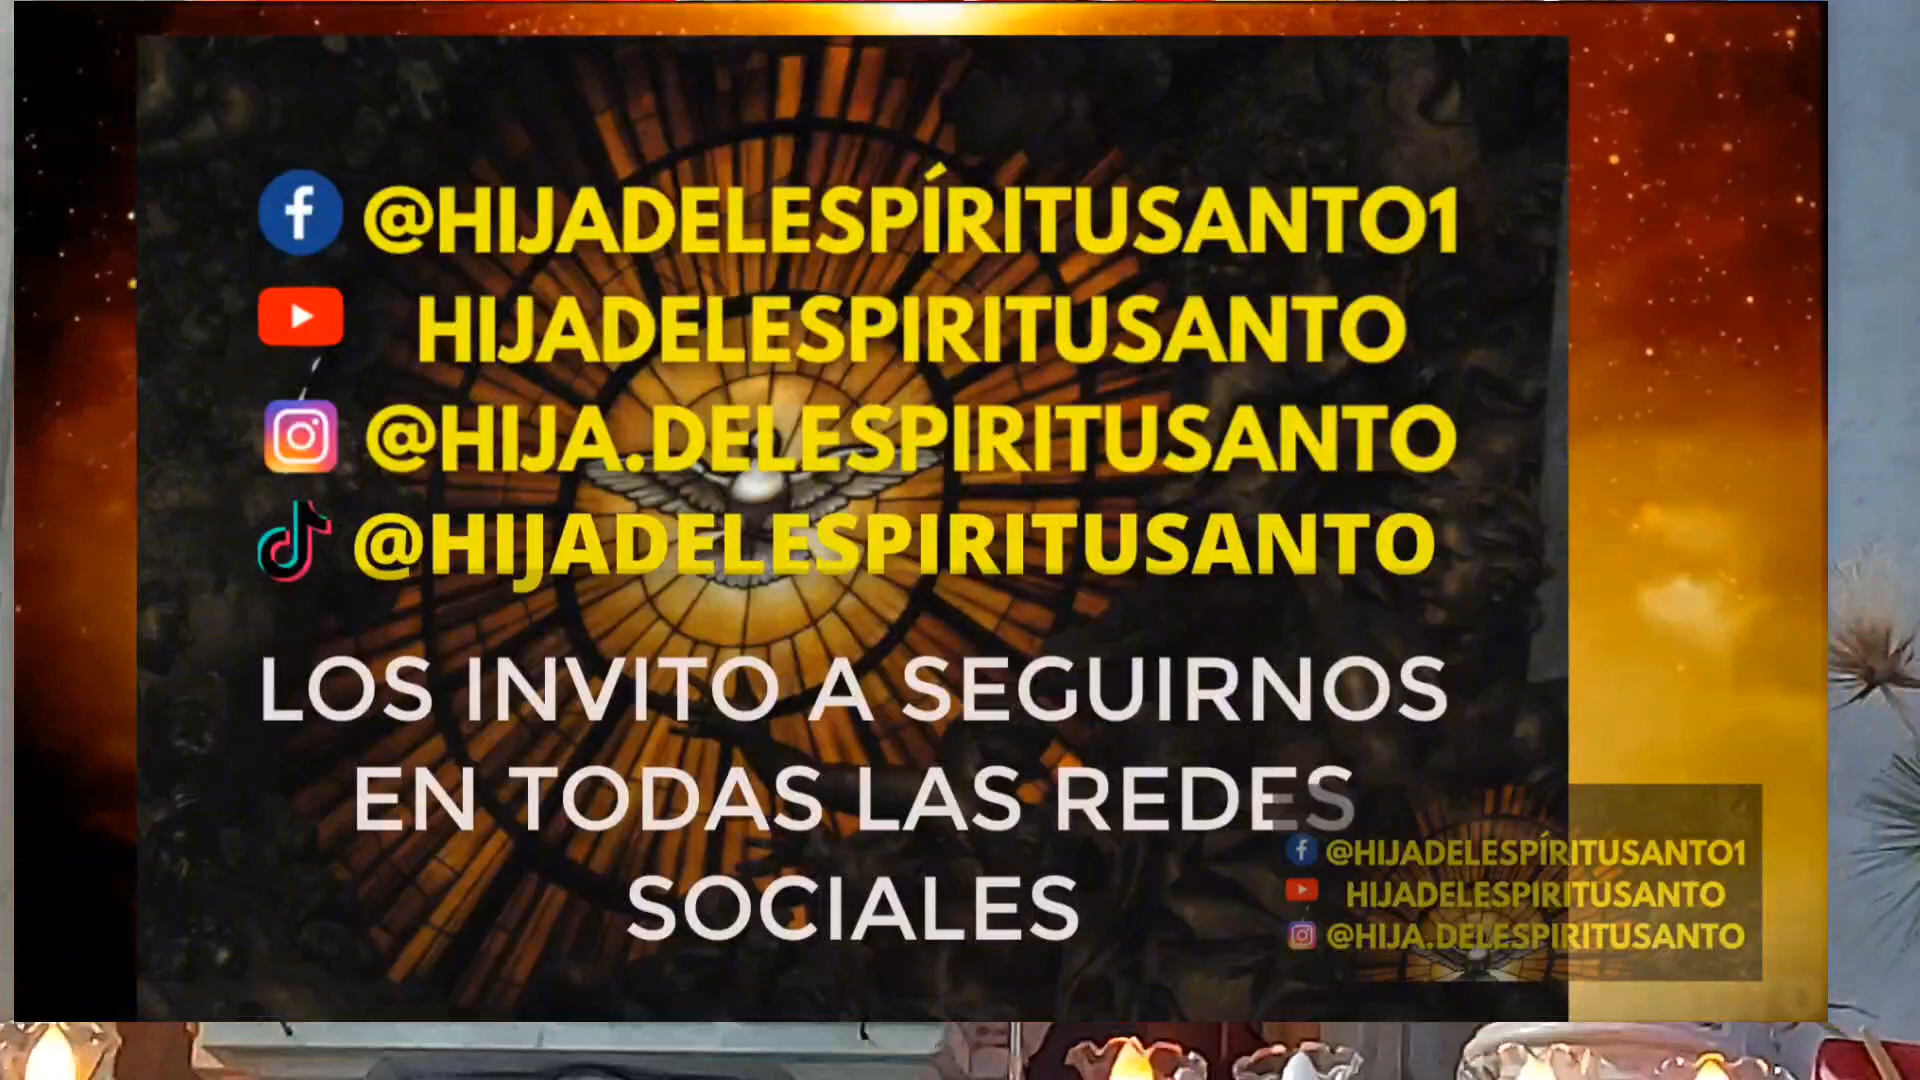 @HIJADELESPÍRITUSANTO1
HIJADELESPIRITUSANTO
@HIJA.DELESPIRITUSANTO
@HIJADELESPIRITUSANTO
LOS INVITO A SEGUIRNOS
EN TODAS LAS REDES
SOCIALES
@HIJADELESPÍRITUSANTO1
HIJADELESPIRITUSANTO
@HIJA.DELESPIRITUSANTO